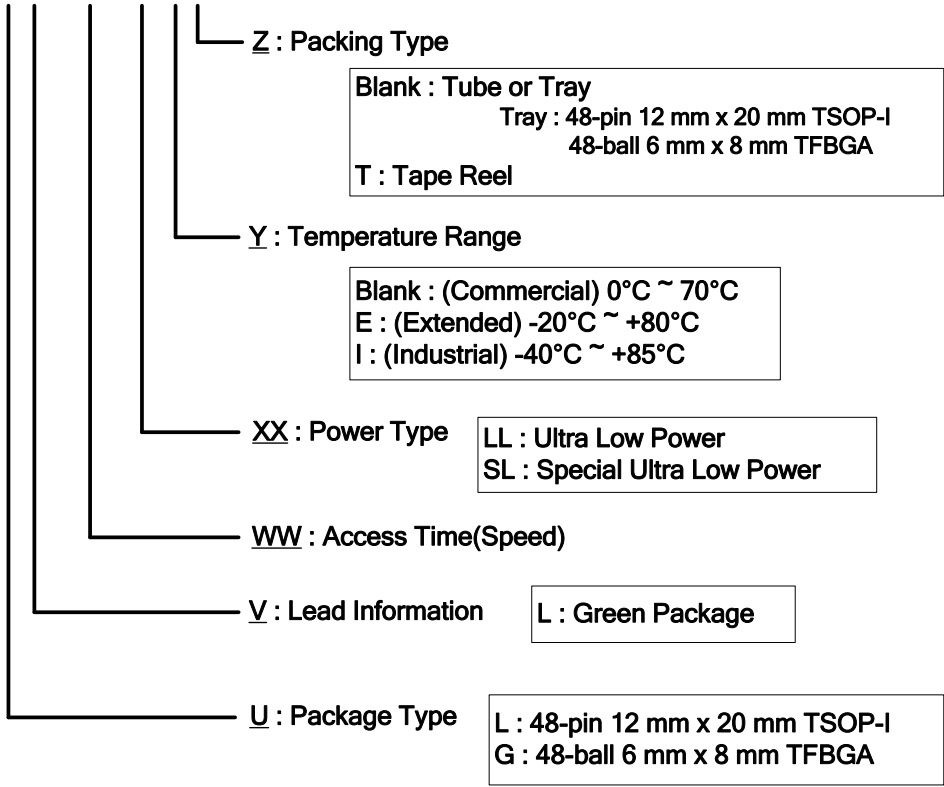 Z : Packing Type
Blank : Tube or Tray
Tray : 48-pin 12 mm x 20 mm TSOP-I
48-ball 6 mm x 8 mm TFBGA
T : Tape Reel
Y : Temperature Range
Blank : (Commercial) 0°C ~ 70°C
E : (Extended) -20°C ~ +80°C
I : (Industrial) -40°C ~ +85°C
XX : Power Type
LL : Ultra Low Power
SL : Special Ultra Low Power
WW : Access Time(Speed)
V : Lead Information
L : Green Package
U : Package Type
L : 48-pin 12 mm x 20 mm TSOP-I
G : 48-ball 6 mm x 8 mm TFBGA